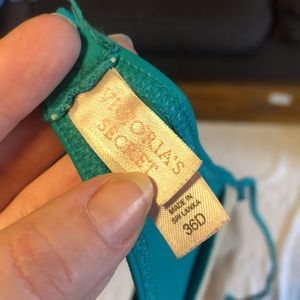 VICTORIA'S
SECRET
MADE IN
SRI LANKA
36D